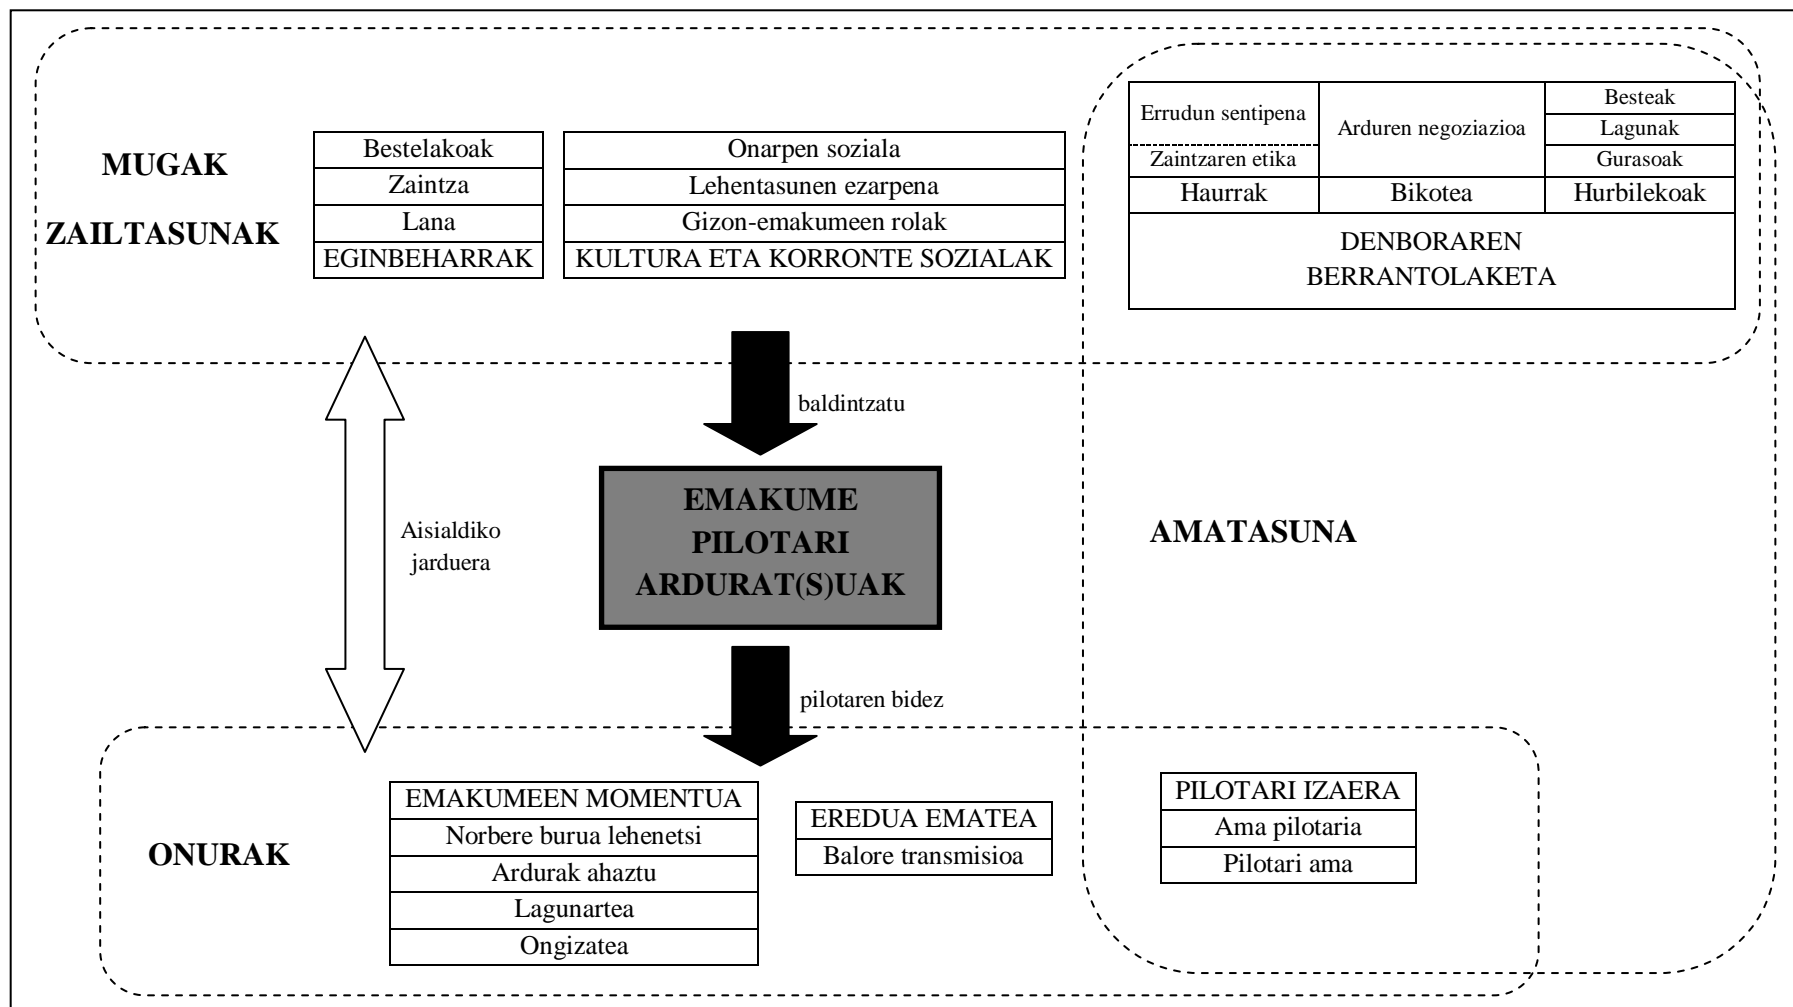 MUGAK
ZAILTASUNAK
Bestelakoak
Zaintza
Lana
EGINBEHARRAK
Onarpen soziala
Lehentasunen ezarpena
Gizon-emakumeen rolak
KULTURA ETA KORRONTE SOZIALAK
Errudun sentipena
Zaintzaren etika
Haurrak
Arduren negoziazioa
Bikotea
Besteak
Lagunak
Gurasoak
Hurbilekoak
DENBORAREN
BERRANTOLAKETA
baldintzatu
Aisialdiko
jarduera
EMAKUME
PILOTARI
ARDURAT(S)UAK
AMATASUNA
pilotaren bidez
ONURAK
EMAKUMEEN MOMENTUA
Norbere burua lehenetsi
Ardurak ahaztu
Lagunartea
Ongizatea
EREDUA EMATEA
Balore transmisioa
PILOTARI IZAERA
Ama pilotaria
Pilotari ama